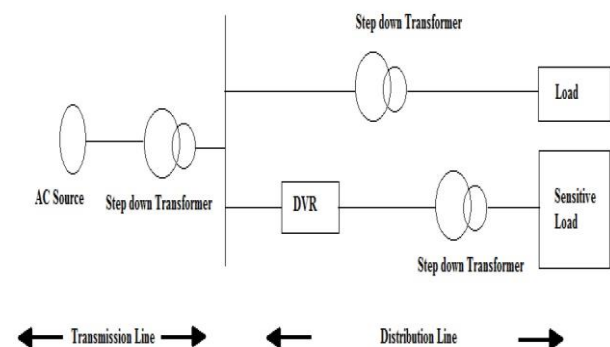 Step down Transformer
Load
AC Source
Step down Transformer
DVR
Sensitive
Load
Step down Transformer
Transmission Line
Distribution Line